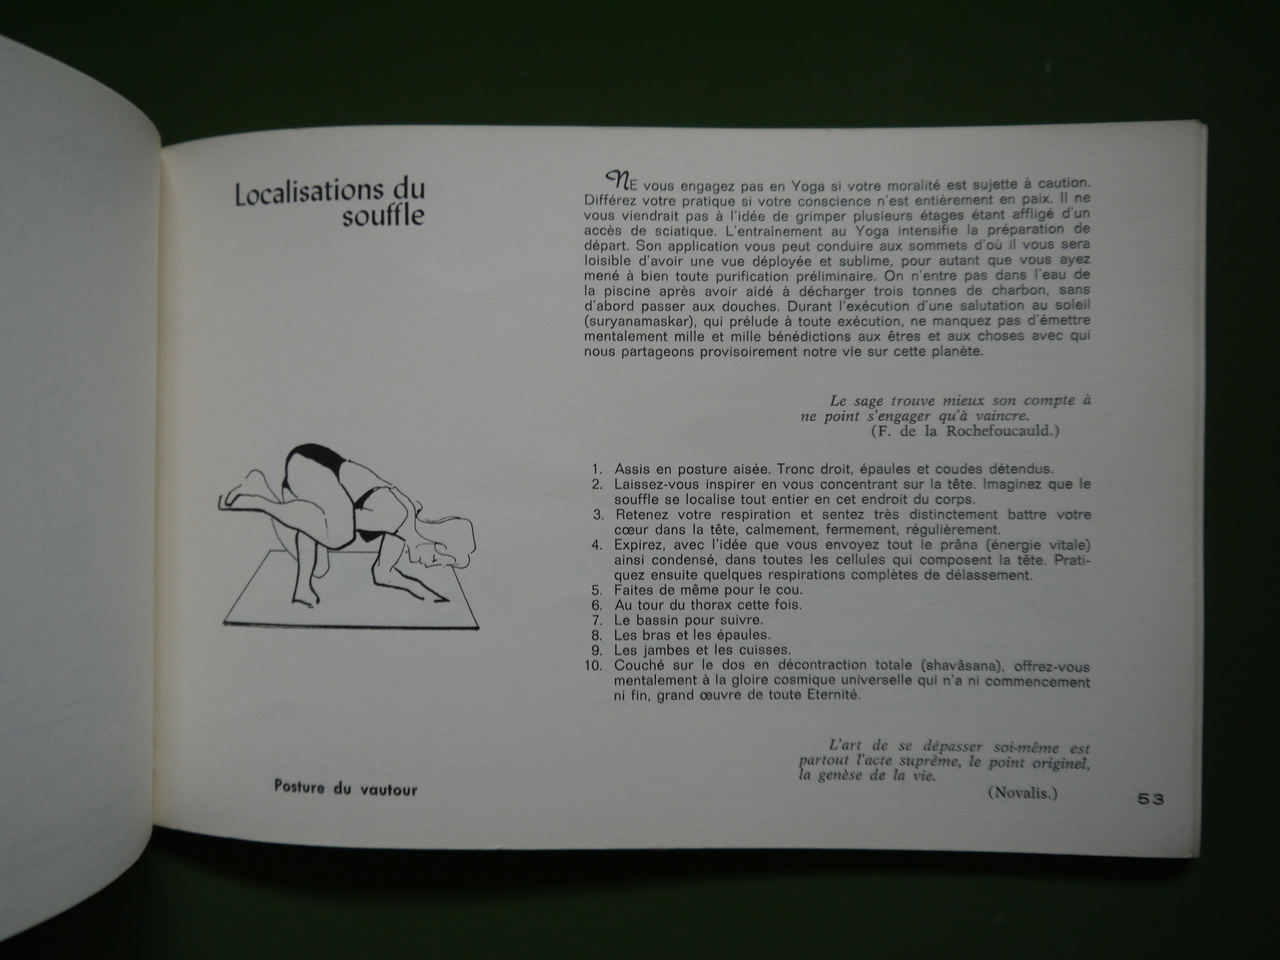 Localisations du
souffle
NE vous engagez pas en Yoga si votre moralité est sujette à caution.
Différez votre pratique si votre conscience n'est entièrement en paix. Il ne
vous viendrait pas à l'idée de grimper plusieurs étages étant affligé d'un
accès de sciatique. L'entraînement au Yoga intensifie la préparation de
départ. Son application vous peut conduire aux sommets d'où il vous sera
loisible d'avoir une vue déployée et sublime, pour autant que vous ayez
mené à bien toute purification préliminaire. On n'entre pas dans l'eau de
la piscine après avoir aidé à décharger trois tonnes de charbon, sans
d'abord passer aux douches. Durant l'exécution d'une salutation au soleil
(suryanamaskar), qui prélude à toute exécution, ne manquez pas d'émettre
mentalement mille et mille bénédictions aux êtres et aux choses avec qui
nous partageons provisoirement notre vie sur cette planète.
Le sage trouve mieux son compte à
ne point s'engager qu'à vaincre.
(F. de la Rochefoucauld.)
1. Assis en posture aisée. Tronc droit, épaules et coudes détendus.
2. Laissez-vous inspirer en vous concentrant sur la tête. Imaginez que le
souffle se localise tout entier en cet endroit du corps.
3. Retenez votre respiration et sentez très distinctement battre votre
cœur dans la tête, calmement, fermement, régulièrement.
4. Expirez, avec l'idée que vous envoyez tout le prâna (énergie vitale)
ainsi condensé, dans toutes les cellules qui composent la tête. Prati-
quez ensuite quelques respirations complètes de délassement.
5. Faites de même pour le cou.
6. Au tour du thorax cette fois.
7. Le bassin pour suivre.
8. Les bras et les épaules.
9. Les jambes et les cuisses.
10. Couché sur le dos en décontraction totale (shavâsana), offrez-vous
mentalement à la gloire cosmique universelle qui n'a ni commencement
ni fin, grand œuvre de toute Eternité.
L'art de se dépasser soi-même est
partout l'acte suprême, le point originel,
la genèse de la vie.
(Novalis.)
Posture du vautour
53